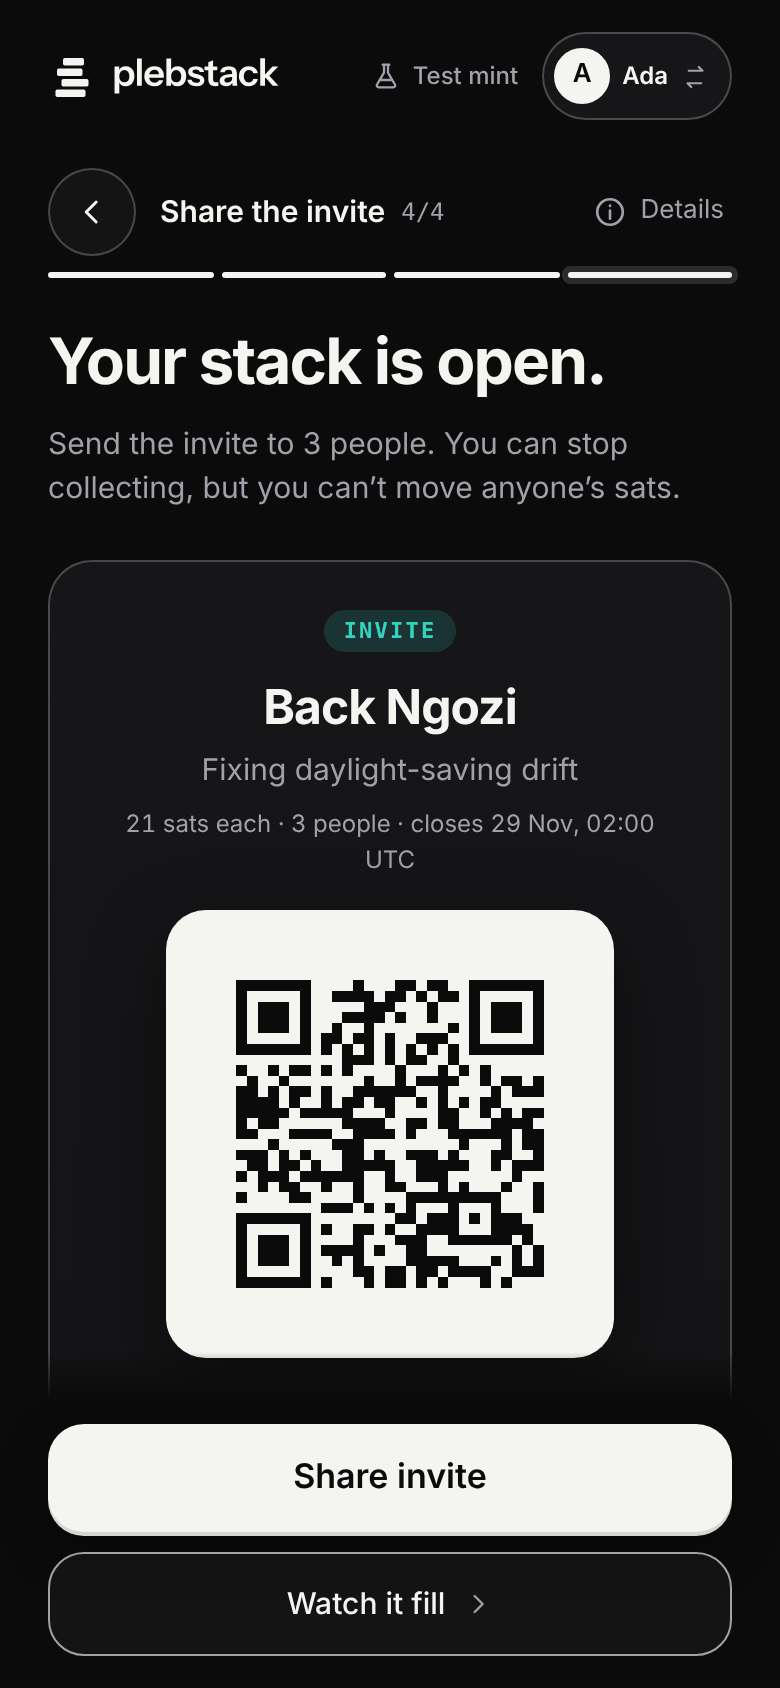 plebstack
Test mint
A
Ada
Share the invite 4/4
Details
Your stack is open.
Send the invite to 3 people. You can stop
collecting, but you can’t move anyone’s sats.
INVITE
Back Ngozi
Fixing daylight-saving drift
21 sats each · 3 people · closes 29 Nov, 02:00
UTC
Share invite
Watch it fill